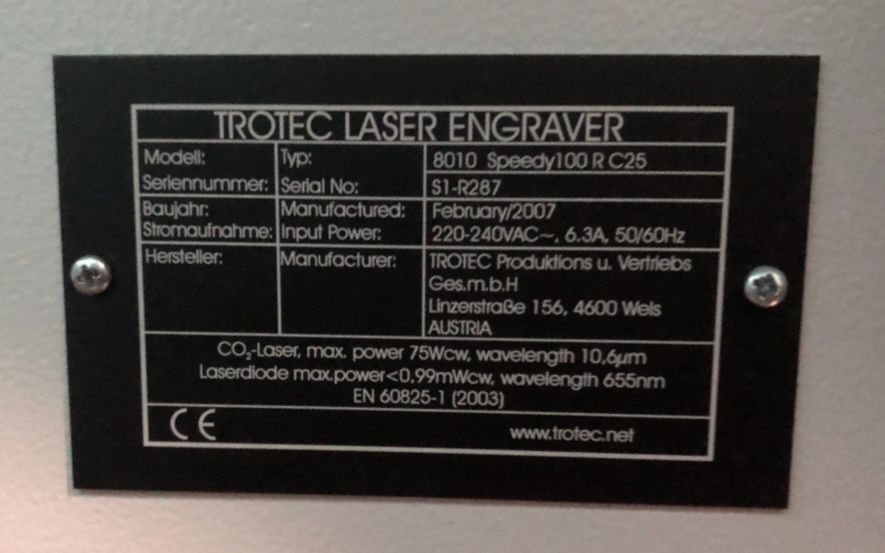 TROTEC LASER ENGRAVER
Modell: Typ: 8010 Speedy100 R C25
Seriennummer: Serial No: S1-R287
Baujahr: Manufactured: February/2007
Stromaufnahme: Input Power: 220-240VAC~, 6.3A, 50/60Hz
Hersteller: Manufacturer: TROTEC Produktions u. Vertriebs
Ges.m.b.H
Linzerstraße 156, 4600 Wels
AUSTRIA
CO₂-Laser, max. power 75Wcw, wavelength 10,6µm
Laserdiode max.power<0.99mWcw, wavelength 655nm
EN 60825-1 (2003)
CE www.trotec.net